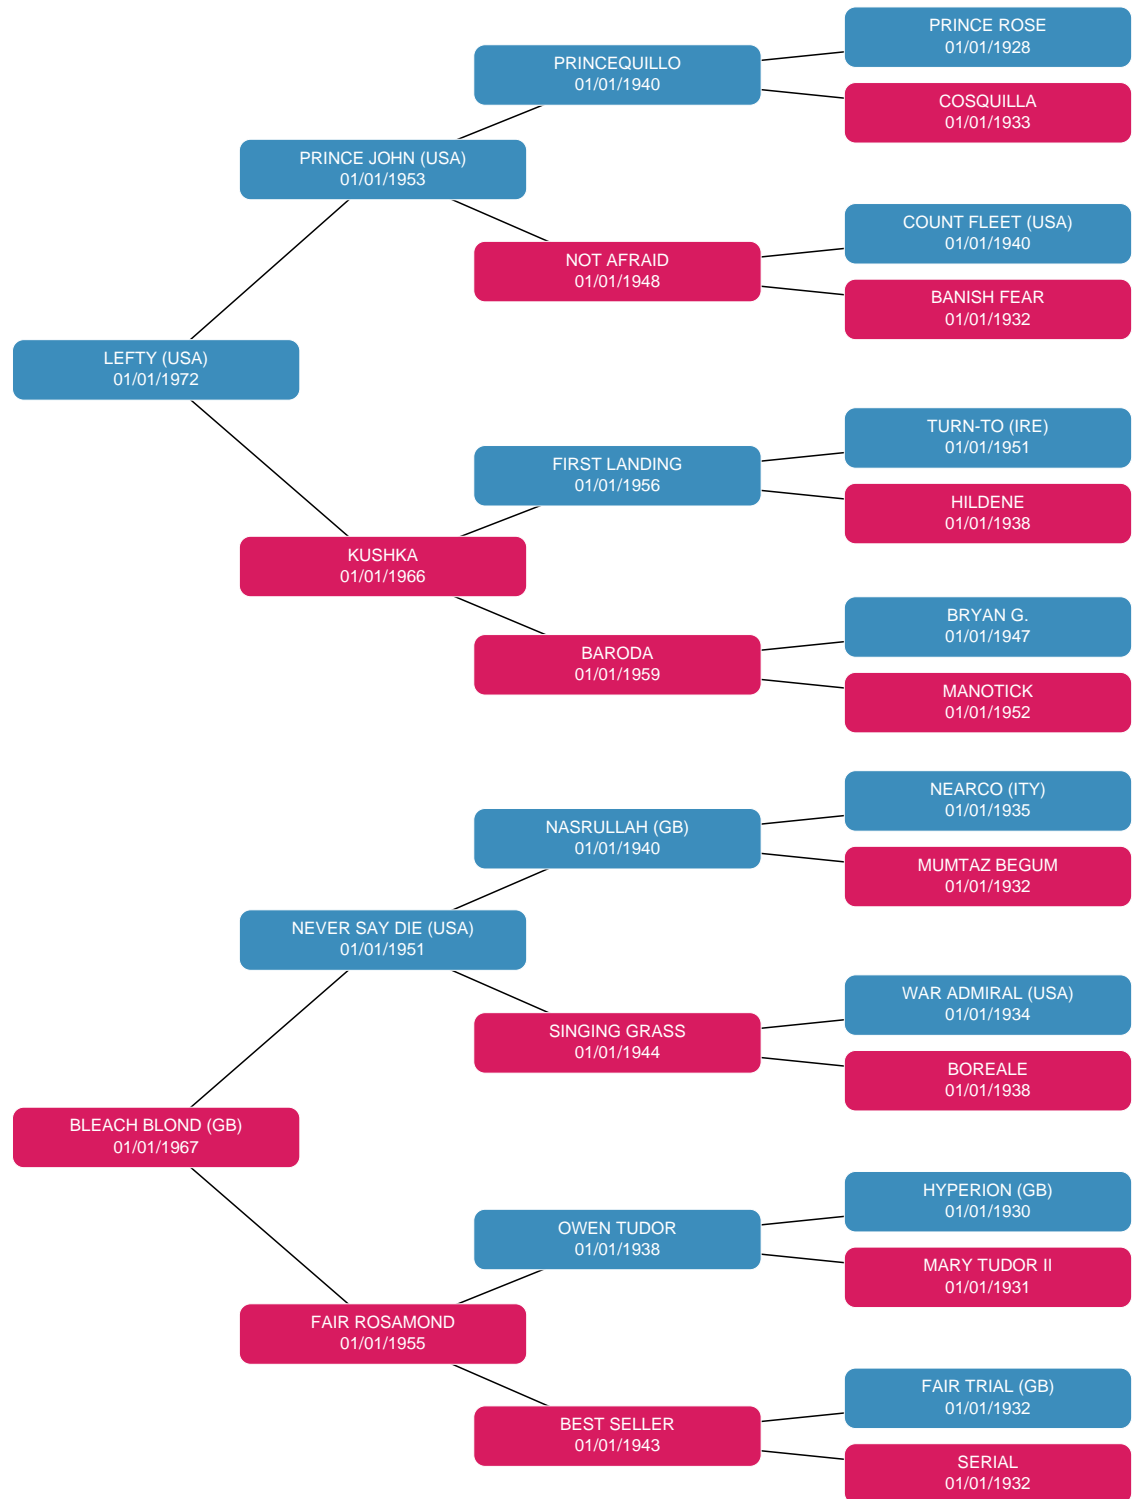 PRINCE ROSE
01/01/1928
PRINCEQUILLO
01/01/1940
COSQUILLA
01/01/1933
PRINCE JOHN (USA)
01/01/1953
COUNT FLEET (USA)
01/01/1940
NOT AFRAID
01/01/1948
BANISH FEAR
01/01/1932
LEFTY (USA)
01/01/1972
TURN-TO (IRE)
01/01/1951
FIRST LANDING
01/01/1956
HILDENE
01/01/1938
KUSHKA
01/01/1966
BRYAN G.
01/01/1947
BARODA
01/01/1959
MANOTICK
01/01/1952
NEARCO (ITY)
01/01/1935
NASRULLAH (GB)
01/01/1940
MUMTAZ BEGUM
01/01/1932
NEVER SAY DIE (USA)
01/01/1951
WAR ADMIRAL (USA)
01/01/1934
SINGING GRASS
01/01/1944
BOREALE
01/01/1938
BLEACH BLOND (GB)
01/01/1967
HYPERION (GB)
01/01/1930
OWEN TUDOR
01/01/1938
MARY TUDOR II
01/01/1931
FAIR ROSAMOND
01/01/1955
FAIR TRIAL (GB)
01/01/1932
BEST SELLER
01/01/1943
SERIAL
01/01/1932